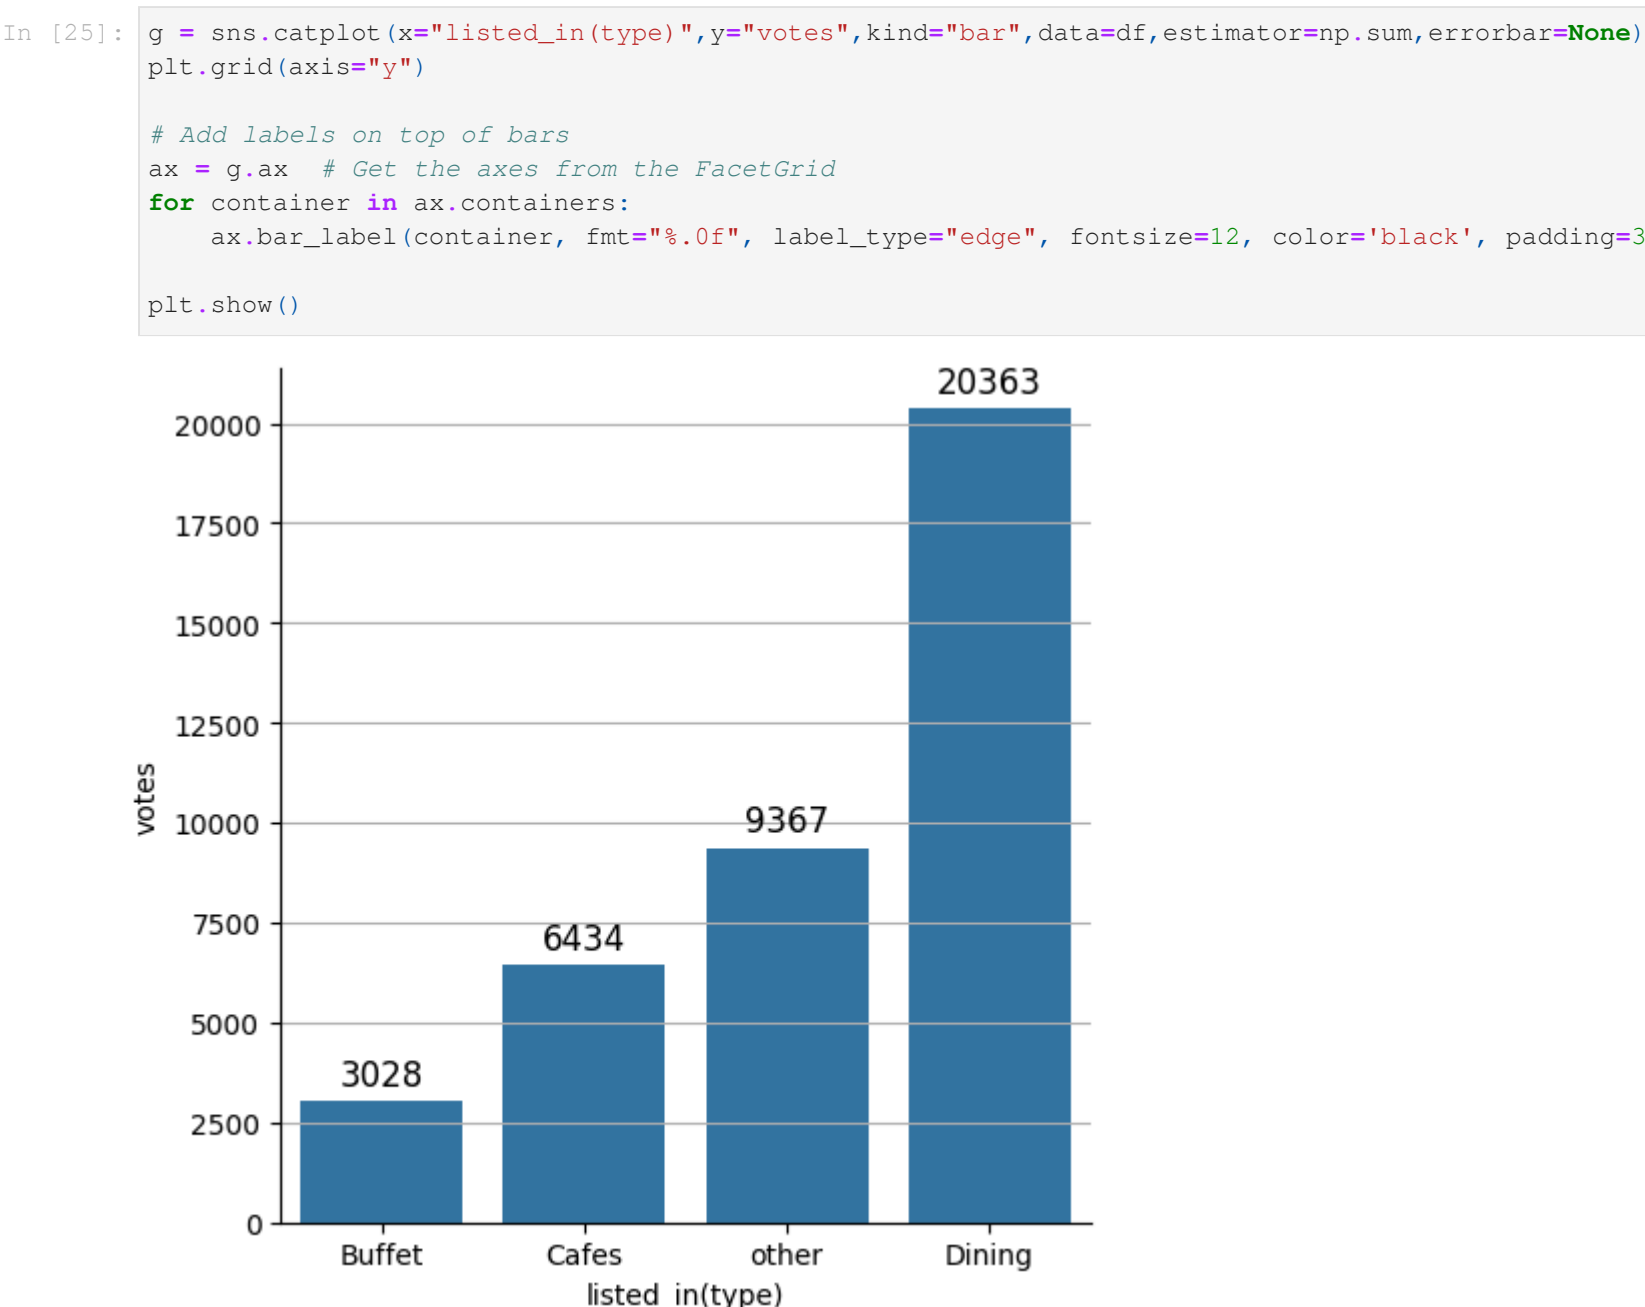 In [25]: g = sns.catplot(x="listed_in(type)",y="votes",kind="bar",data=df,estimator=np.sum,errorbar=None)
plt.grid(axis="y")
# Add labels on top of bars
ax = g.ax  # Get the axes from the FacetGrid
for container in ax.containers:
    ax.bar_label(container, fmt="%.0f", label_type="edge", fontsize=12, color='black', padding=3
plt.show()
20363
20000
17500
15000
12500
votes
10000
9367
7500
6434
5000
3028
2500
0
Buffet Cafes other Dining
listed_in(type)